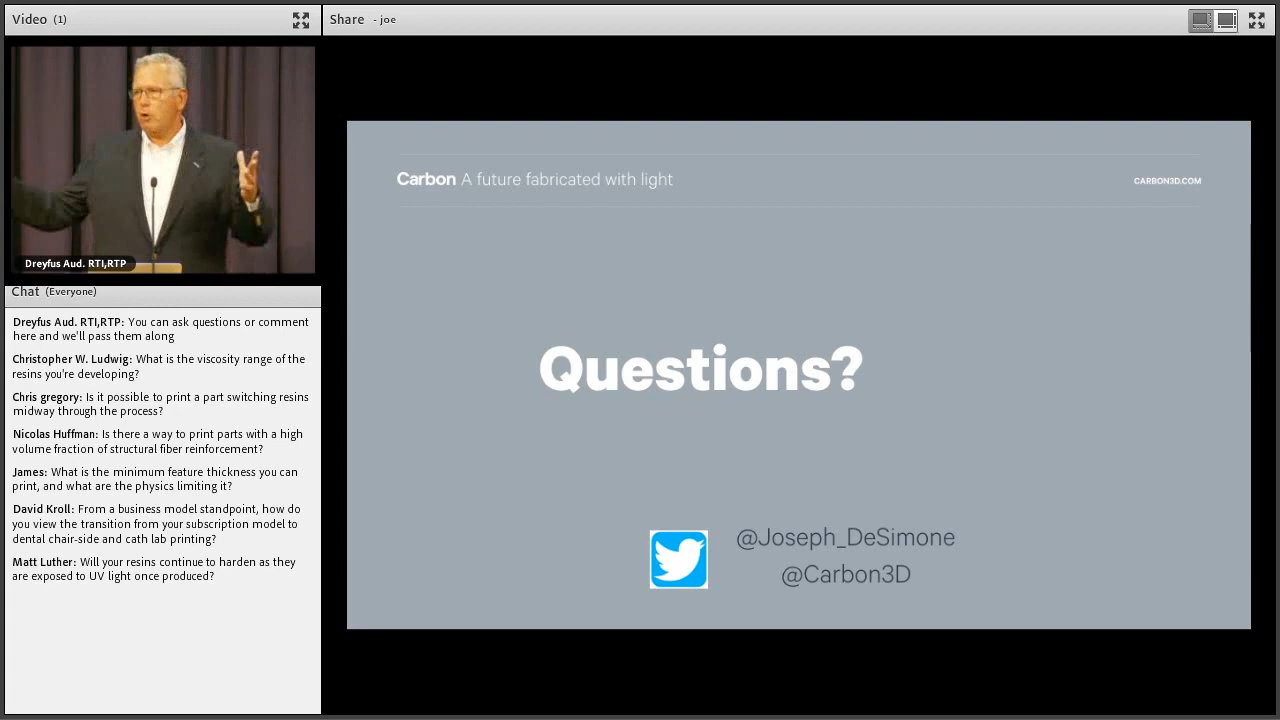 Video (1)
Share - joe
Dreyfus Aud. RTI,RTP
Chat (Everyone)
Dreyfus Aud. RTI,RTP: You can ask questions or comment
here and we'll pass them along
Christopher W. Ludwig: What is the viscosity range of the
resins you're developing?
Chris gregory: Is it possible to print a part switching resins
midway through the process?
Nicolas Huffman: Is there a way to print parts with a high
volume fraction of structural fiber reinforcement?
James: What is the minimum feature thickness you can
print, and what are the physics limiting it?
David Kroll: From a business model standpoint, how do
you view the transition from your subscription model to
dental chair-side and cath lab printing?
Matt Luther: Will your resins continue to harden as they
are exposed to UV light once produced?
Carbon A future fabricated with light
CARBON3D.COM
Questions?
@Joseph_DeSimone
@Carbon3D